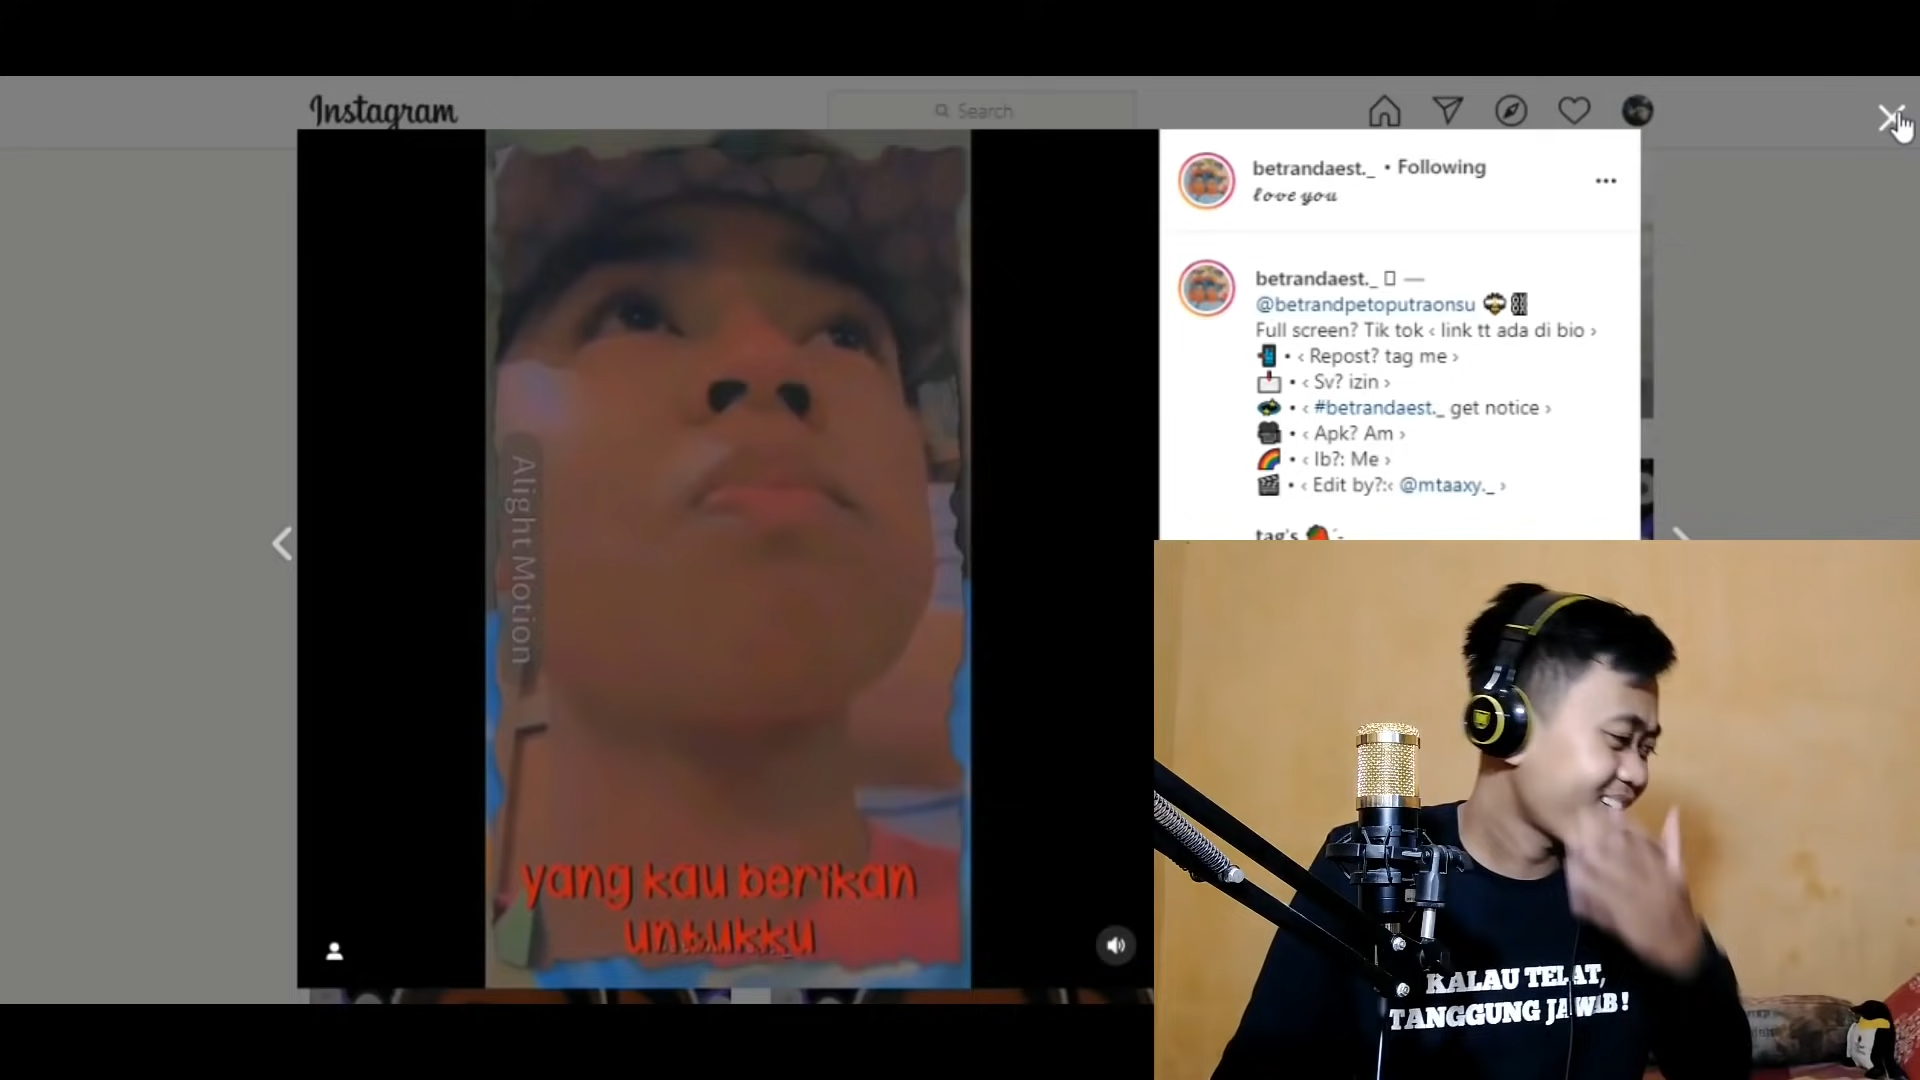 Instagram
Search
betrandaest._ • Following
love you
betrandaest._ —
@betrandpetoputraonsu
Full screen? Tik tok ‹ link tt ada di bio ›
• ‹ Repost? tag me ›
• ‹ Sv? izin ›
• ‹ #betrandaest._ get notice ›
• ‹ Apk? Am ›
• ‹ Ib?: Me ›
• ‹ Edit by?:‹ @mtaaxy._ ›
tag's
Alight Motion
yang kau berikan
untukku
KALAU TELAT,
TANGGUNG JAWAB !